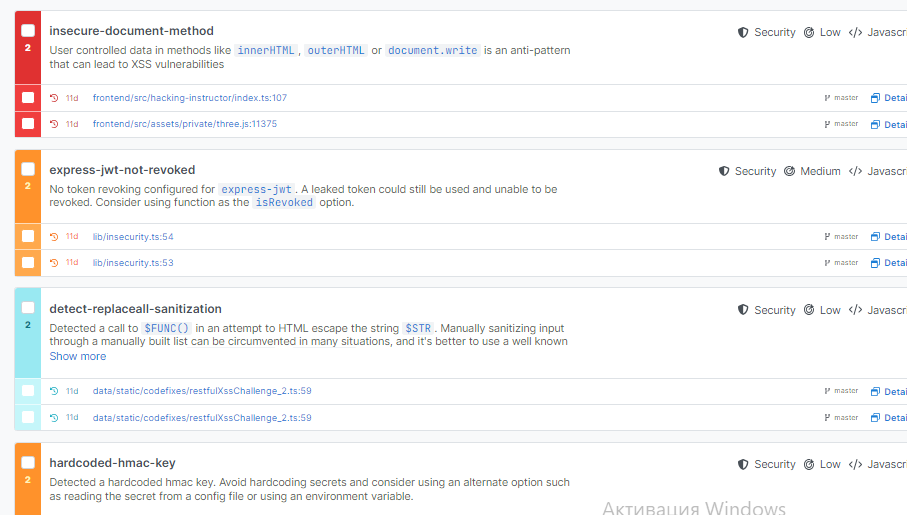 insecure-document-method
Security Low </> Javascri
2
User controlled data in methods like innerHTML, outerHTML or document.write is an anti-pattern
that can lead to XSS vulnerabilities
11d frontend/src/hacking-instructor/index.ts:107 master Detai
11d frontend/src/assets/private/three.js:11375 master Detai
express-jwt-not-revoked
Security Medium </> Javascri
2
No token revoking configured for express-jwt. A leaked token could still be used and unable to be
revoked. Consider using function as the isRevoked option.
11d lib/insecurity.ts:54 master Detai
11d lib/insecurity.ts:53 master Detai
detect-replaceall-sanitization
Security Low </> Javascri
2
Detected a call to $FUNC() in an attempt to HTML escape the string $STR. Manually sanitizing input
through a manually built list can be circumvented in many situations, and it's better to use a well known
Show more
11d data/static/codefixes/restfulXssChallenge_2.ts:59 master Detai
11d data/static/codefixes/restfulXssChallenge_2.ts:59 master Detai
hardcoded-hmac-key
Security Low </> Javascri
2
Detected a hardcoded hmac key. Avoid hardcoding secrets and consider using an alternate option such
as reading the secret from a config file or using an environment variable.
Активация Windows